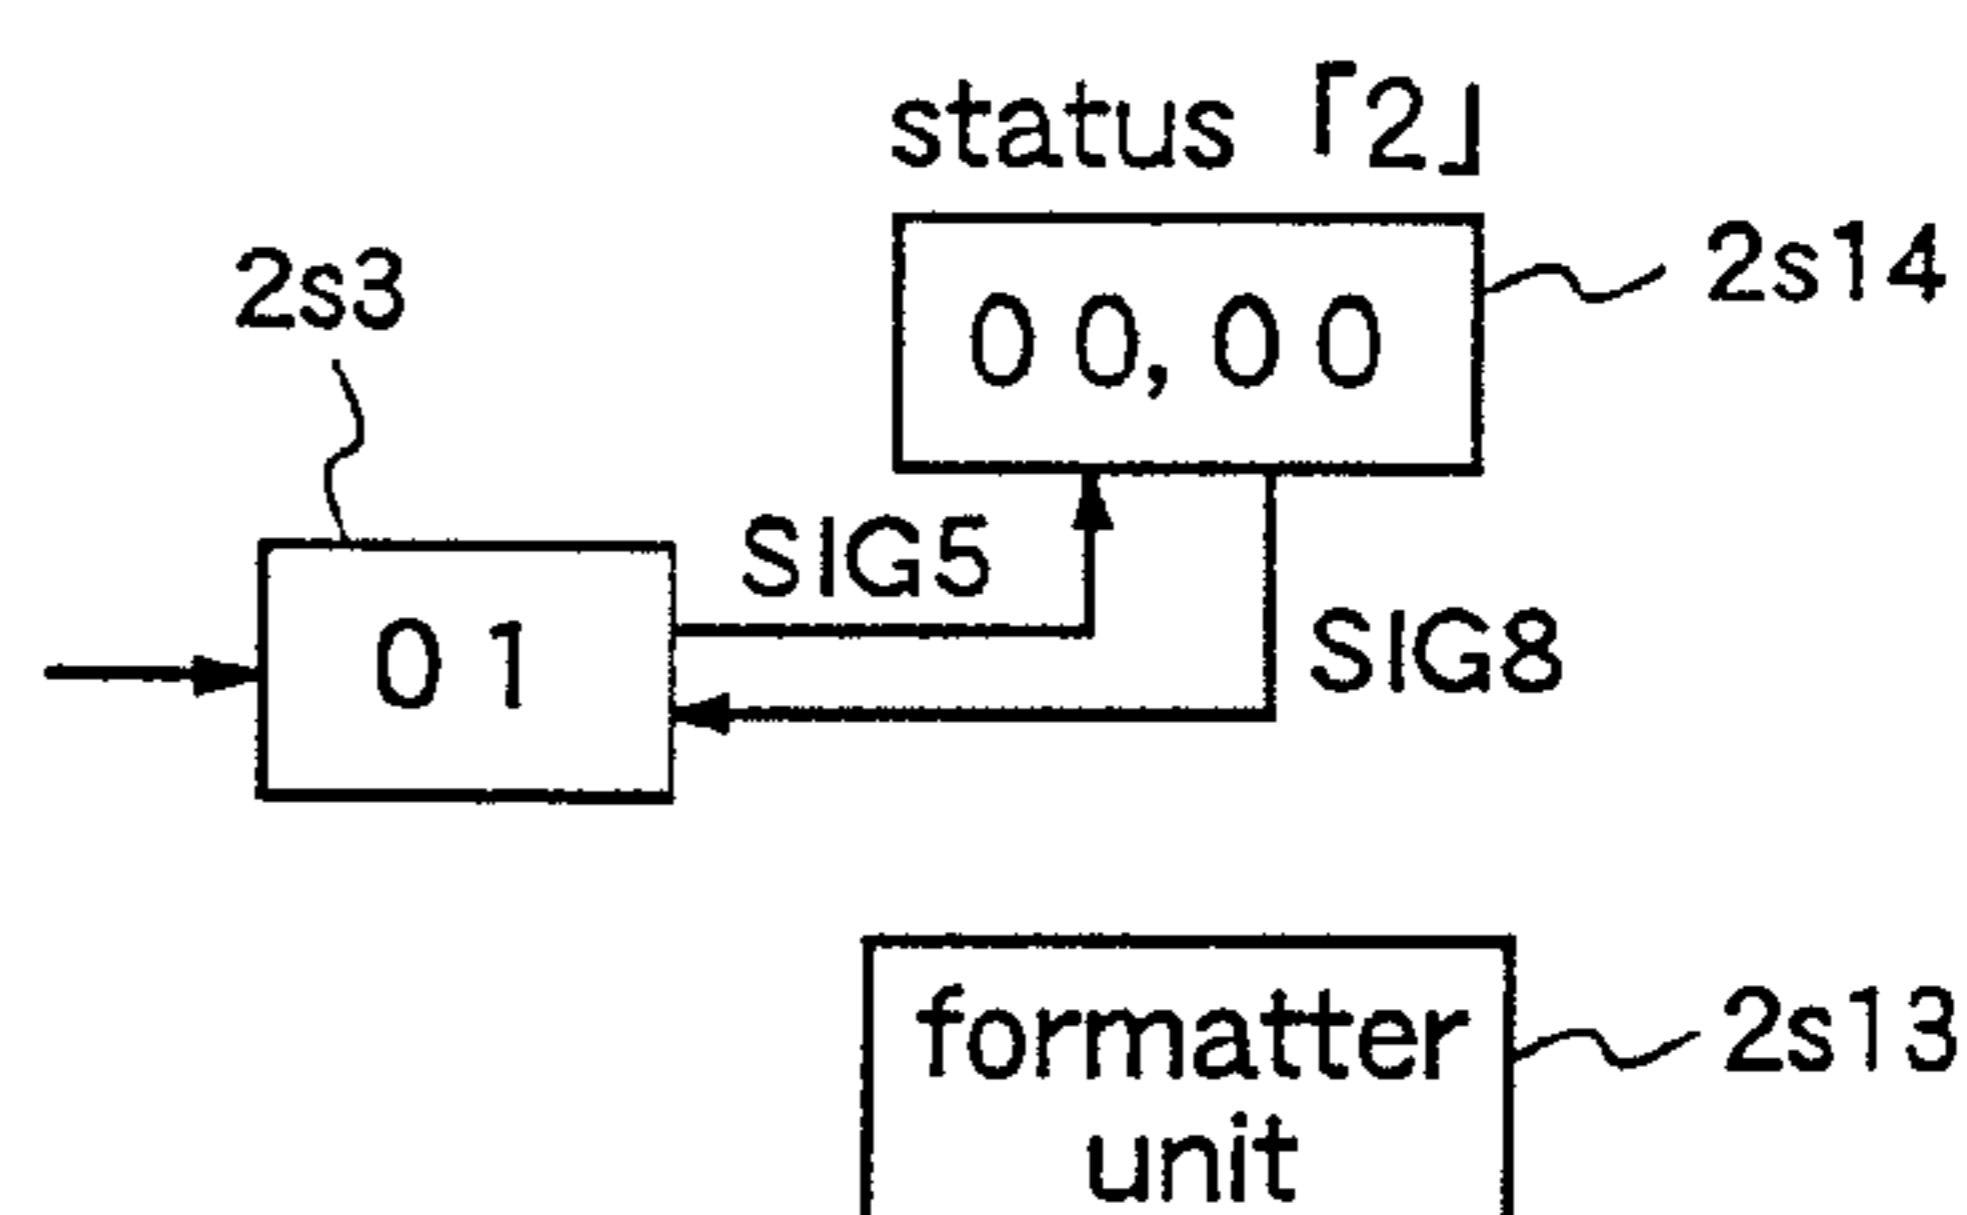 status 「2」
2s3
00,00
2s14
SIG5
01
SIG8
formatter
unit
2s13